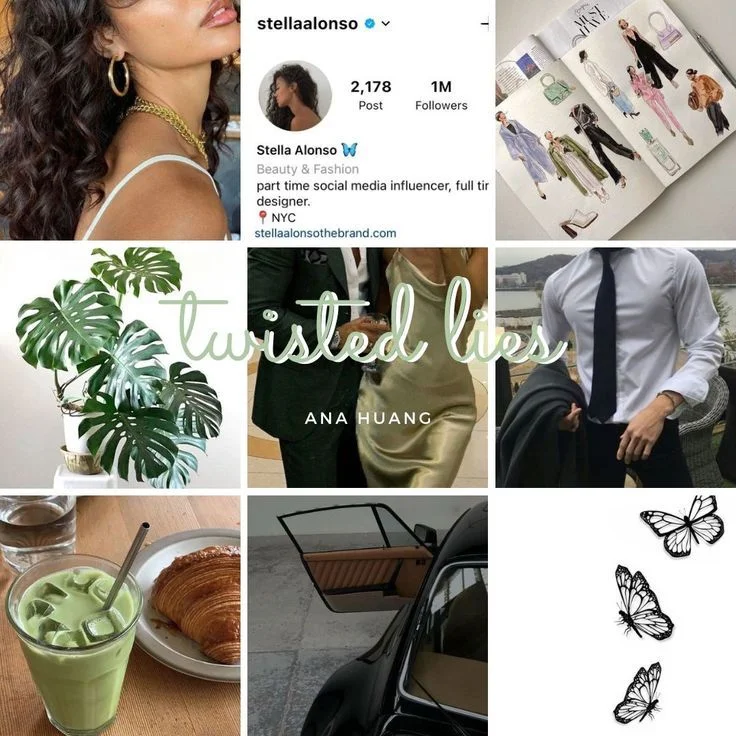 stellaalonso
2,178
1M
Post
Followers
Stella Alonso 🦋
Beauty & Fashion
part time social media influencer, full tir
designer.
📍 NYC
stellaalonsothebrand.com
twisted lies
ANA HUANG